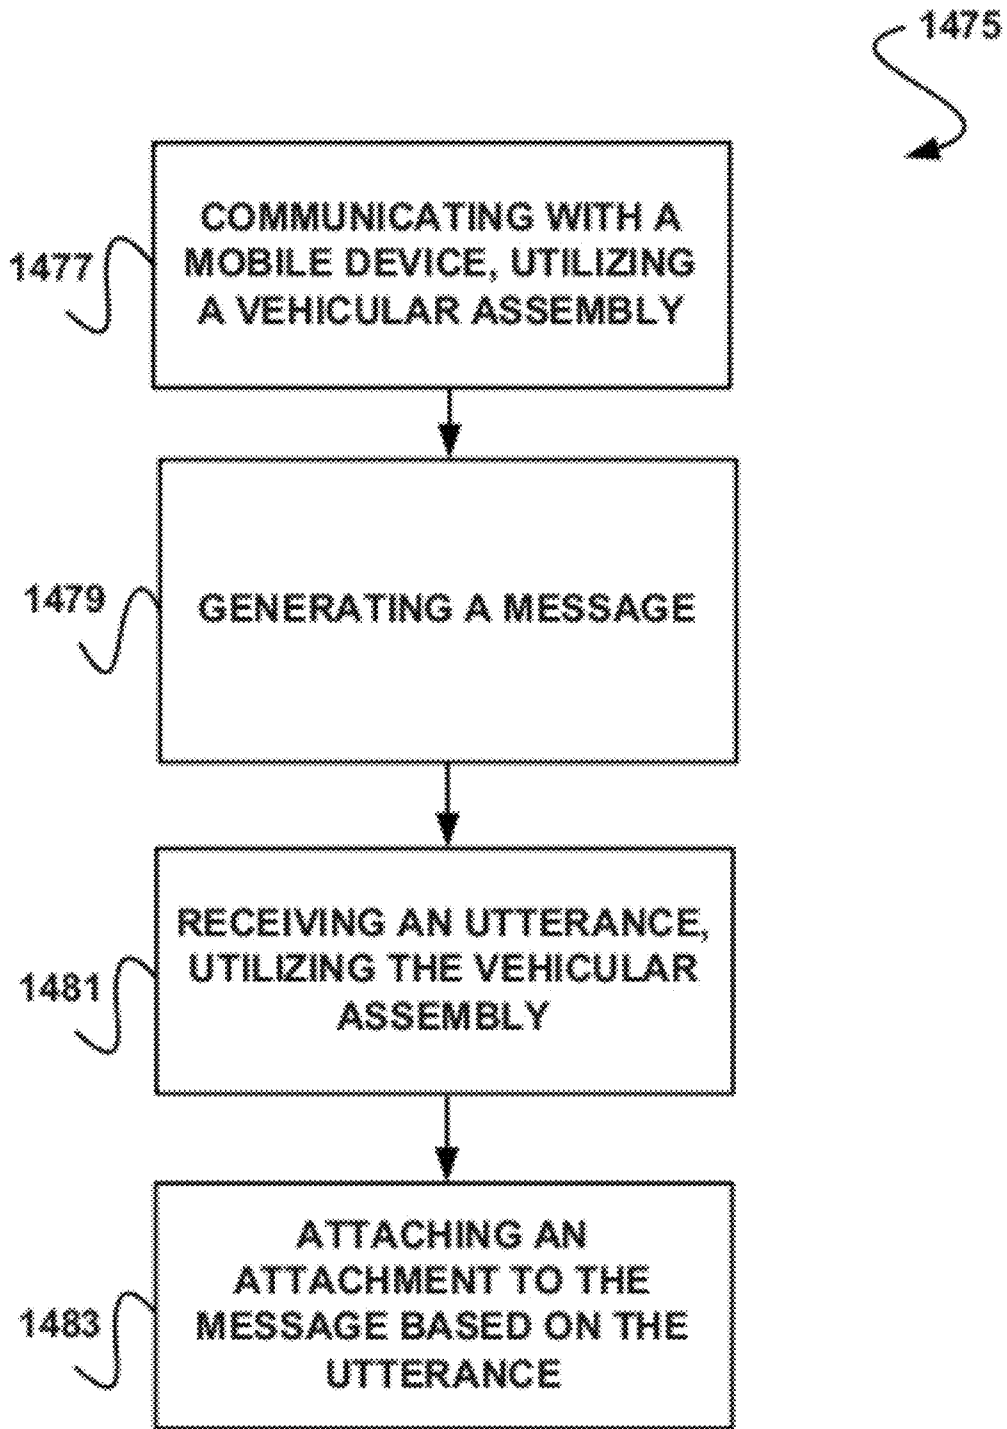 1475
COMMUNICATING WITH A
MOBILE DEVICE, UTILIZING
A VEHICULAR ASSEMBLY
1477
GENERATING A MESSAGE
1479
RECEIVING AN UTTERANCE,
UTILIZING THE VEHICULAR
ASSEMBLY
1481
ATTACHING AN
ATTACHMENT TO THE
MESSAGE BASED ON THE
UTTERANCE
1483